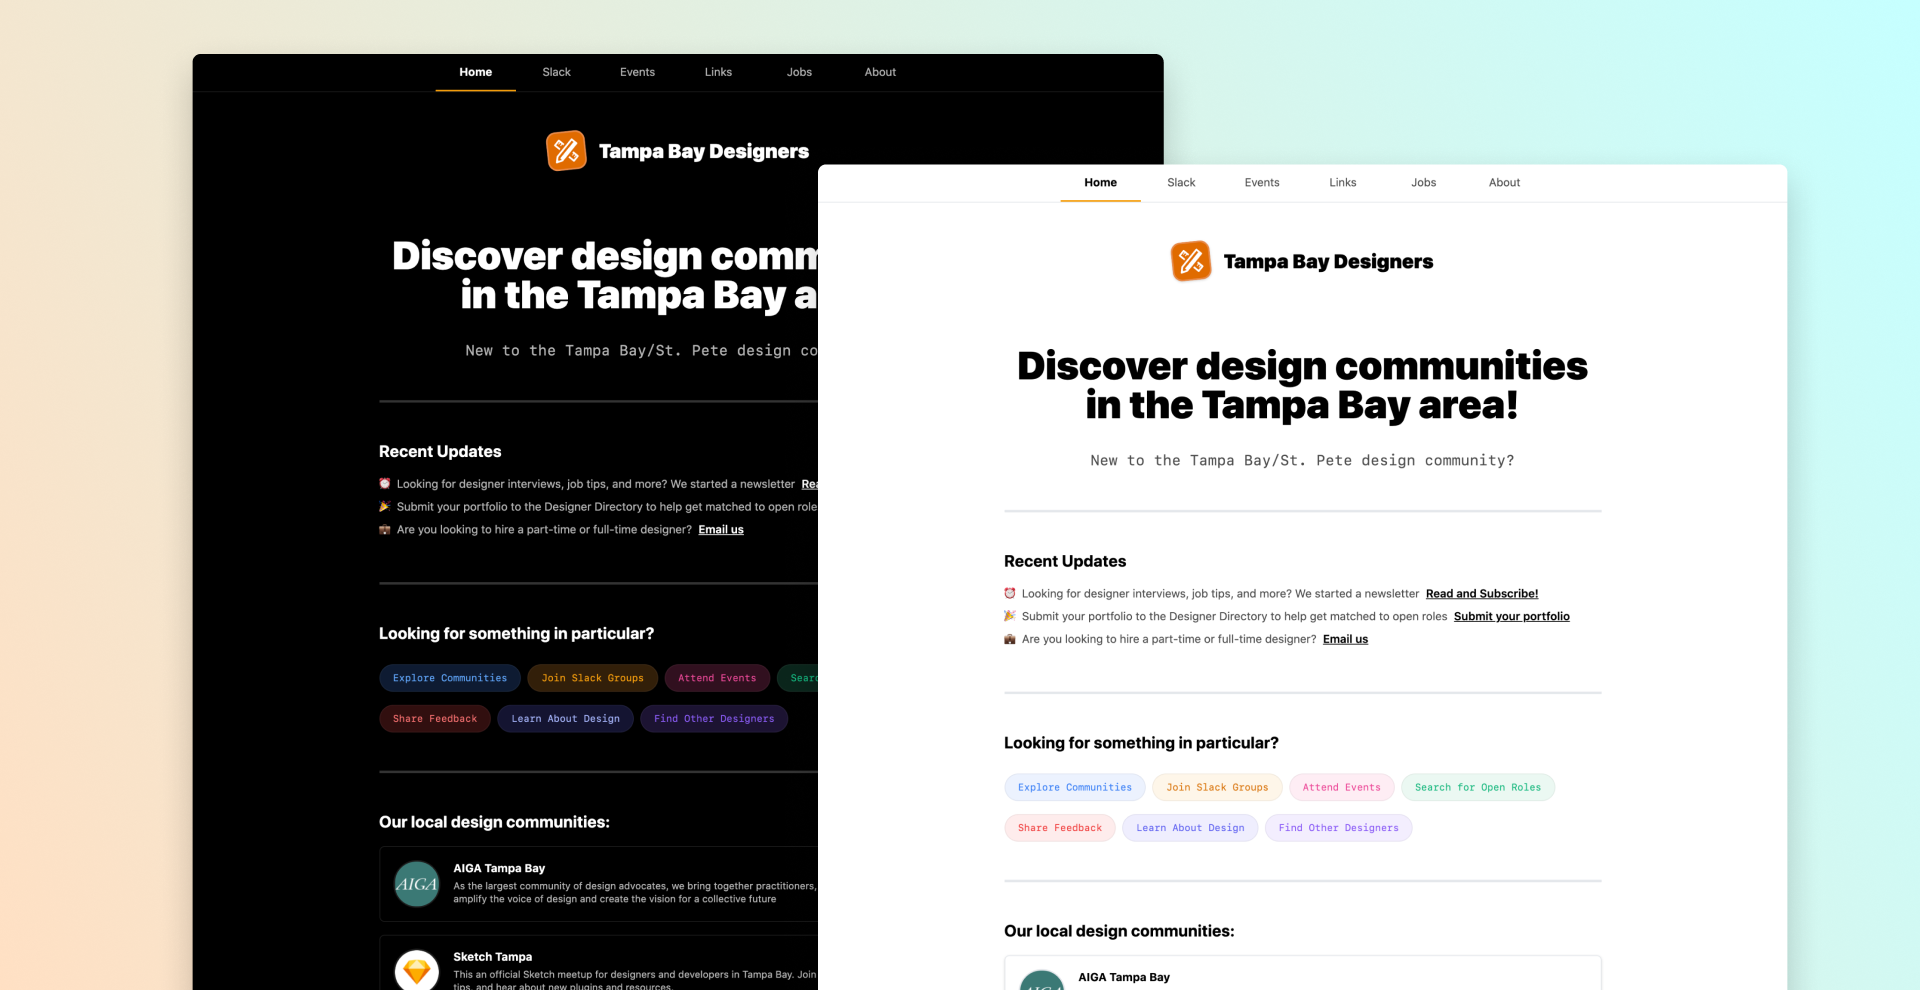 Home Slack Events Links Jobs About
Tampa Bay Designers
Discover design comm
in the Tampa Bay a
New to the Tampa Bay/St. Pete design co
Recent Updates
⏰ Looking for designer interviews, job tips, and more? We started a newsletter Rea
🎉 Submit your portfolio to the Designer Directory to help get matched to open role
💼 Are you looking to hire a part-time or full-time designer? Email us
Looking for something in particular?
Explore Communities Join Slack Groups Attend Events Searc
Share Feedback Learn About Design Find Other Designers
Our local design communities:
AIGA
AIGA Tampa Bay
As the largest community of design advocates, we bring together practitioners,
amplify the voice of design and create the vision for a collective future
Sketch Tampa
This an official Sketch meetup for designers and developers in Tampa Bay. Join
tips, and hear about new plugins and resources.
Home Slack Events Links Jobs About
Tampa Bay Designers
Discover design communities
in the Tampa Bay area!
New to the Tampa Bay/St. Pete design community?
Recent Updates
⏰ Looking for designer interviews, job tips, and more? We started a newsletter Read and Subscribe!
🎉 Submit your portfolio to the Designer Directory to help get matched to open roles Submit your portfolio
💼 Are you looking to hire a part-time or full-time designer? Email us
Looking for something in particular?
Explore Communities Join Slack Groups Attend Events Search for Open Roles
Share Feedback Learn About Design Find Other Designers
Our local design communities:
AIGA
AIGA Tampa Bay